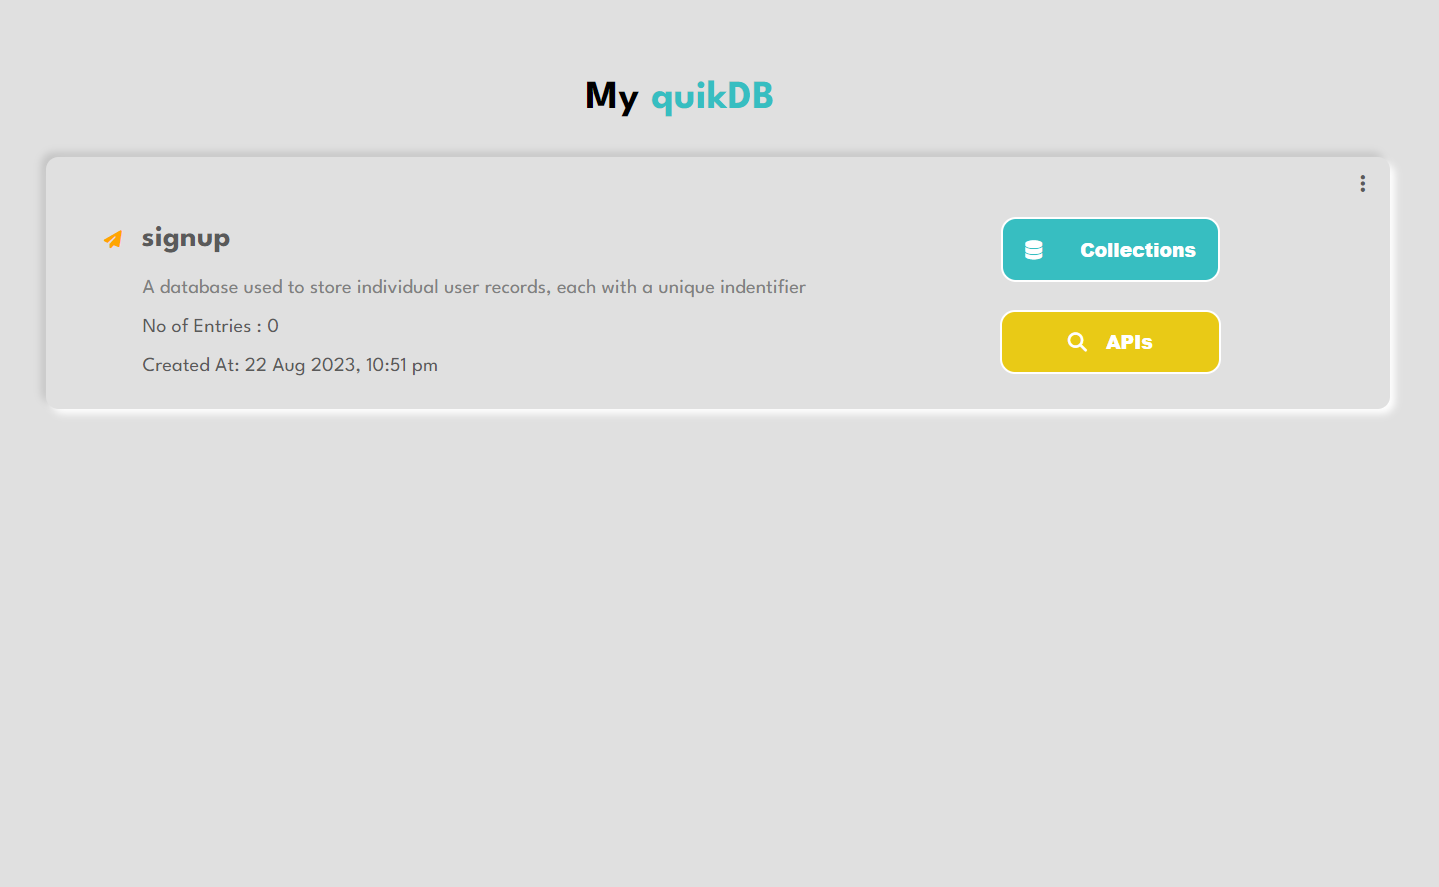 My quikDB
signup
A database used to store individual user records, each with a unique indentifier
No of Entries : 0
Created At: 22 Aug 2023, 10:51 pm
Collections
APIs